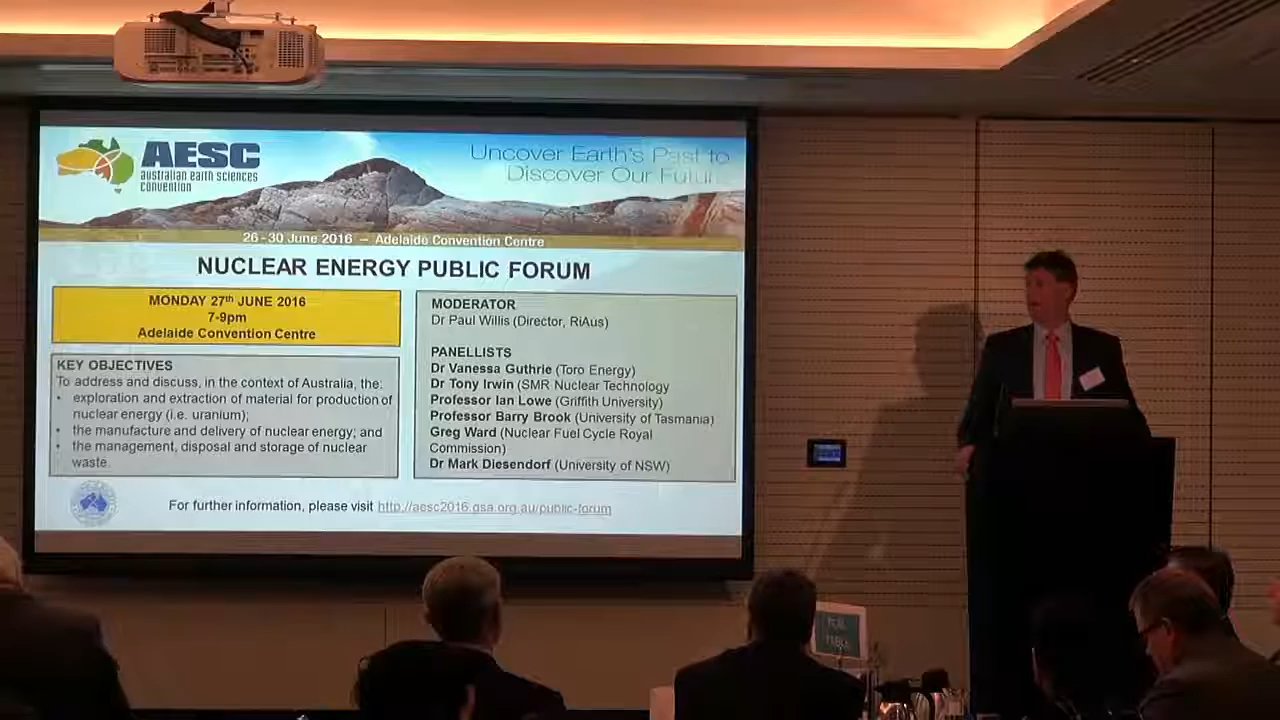 AESC
australian earth sciences
convention
Uncover Earth's Past to
Discover Our
26 - 30 June 2016 – Adelaide Convention Centre
NUCLEAR ENERGY PUBLIC FORUM
MONDAY 27th JUNE 2016
7-9pm
Adelaide Convention Centre
KEY OBJECTIVES
To address and discuss, in the context of Australia, the:
• exploration and extraction of material for production of
nuclear energy (i.e. uranium);
• the manufacture and delivery of nuclear energy; and
• the management, disposal and storage of nuclear
waste.
MODERATOR
Dr Paul Willis (Director, RiAus)
PANELLISTS
Dr Vanessa Guthrie (Toro Energy)
Dr Tony Irwin (SMR Nuclear Technology
Professor Ian Lowe (Griffith University)
Professor Barry Brook (University of Tasmania)
Greg Ward (Nuclear Fuel Cycle Royal
Commission)
Dr Mark Diesendorf (University of NSW)
For further information, please visit http://aesc2016.gsa.org.au/public-forum